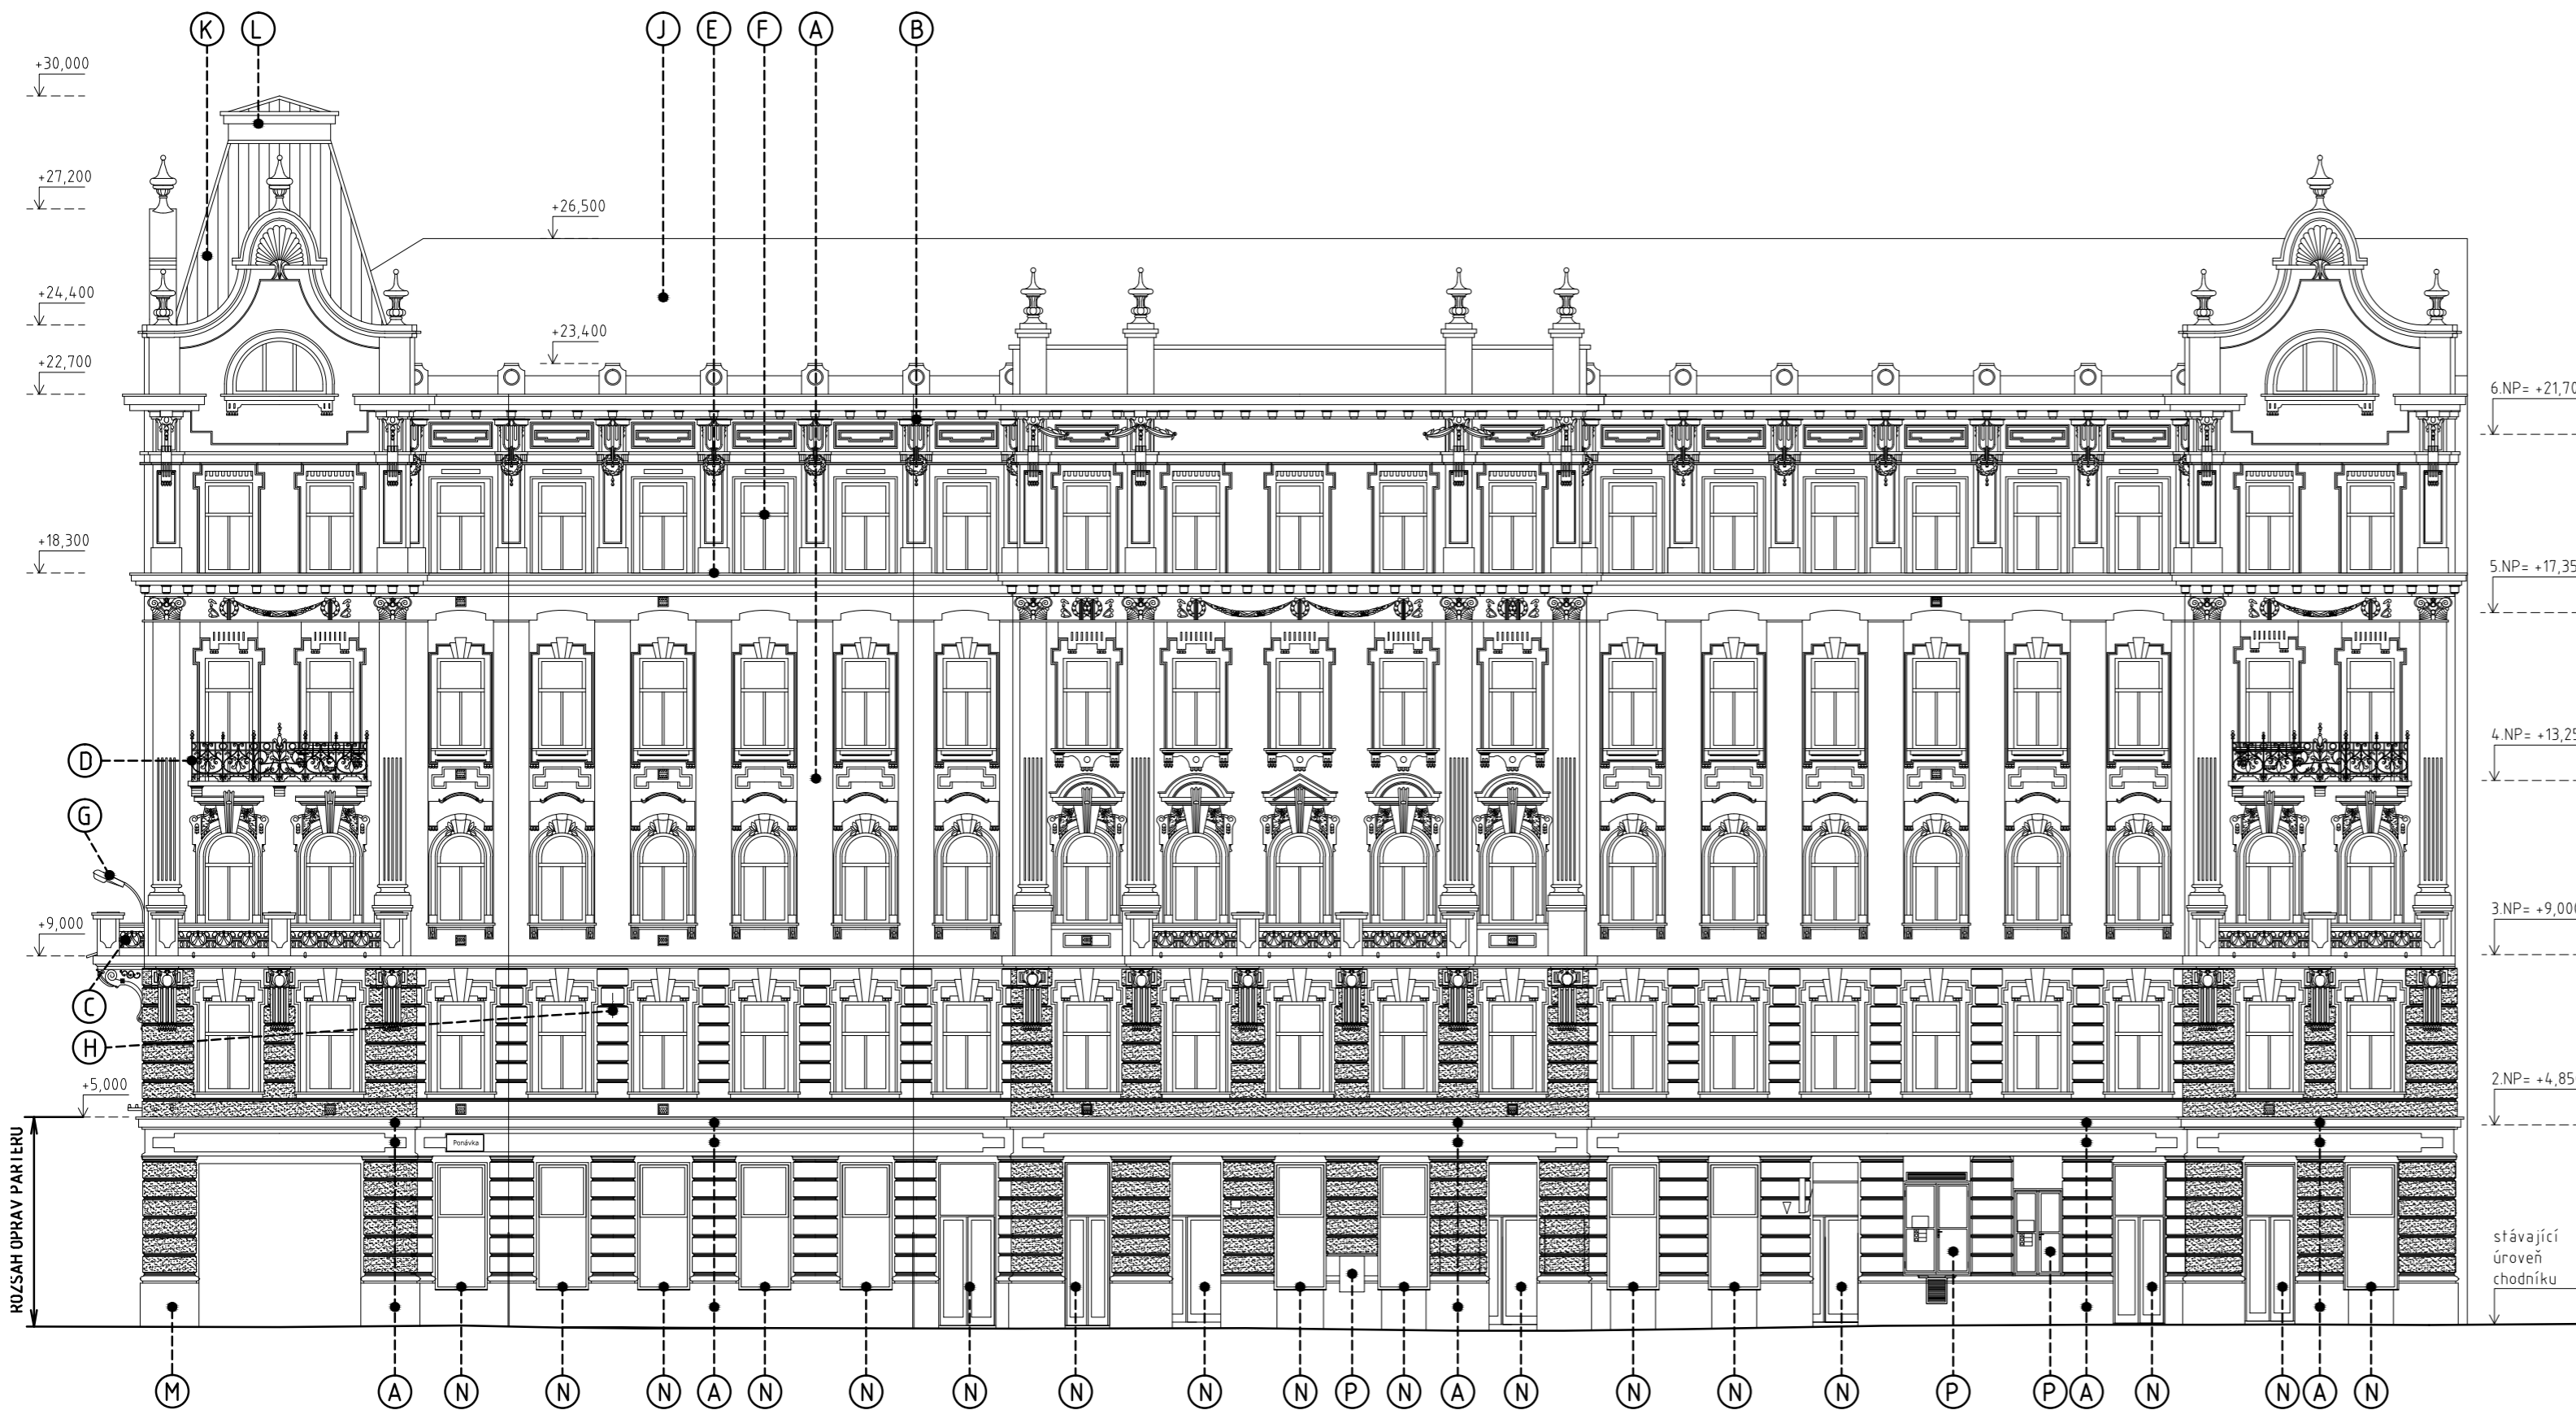 K L J E F A B
+30,000
+27,200
+26,500
+24,400
+23,400
+22,700
6.NP= +21,70
+18,300
5.NP= +17,35
4.NP= +13,25
D
G
+9,000
3.NP= +9,000
C
H
+5,000
2.NP= +4,85
ROZSAH OPRAV PARTERU
Ponávka
stávající
úroveň
chodníku
M A N N N A N N N N N N P N A N N N N P P A N N A N